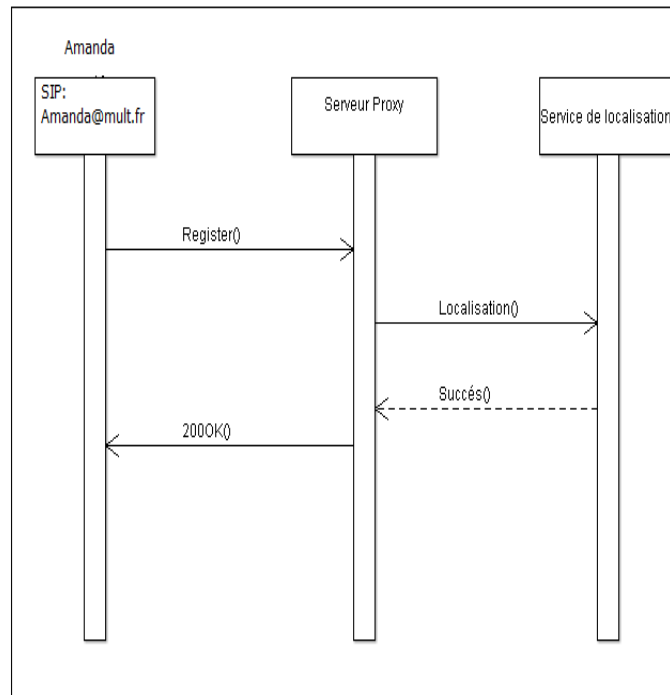 Amanda
SIP:
Amanda@mult.fr
Serveur Proxy
Service de localisation
Register()
Localisation()
Succés()
200OK()